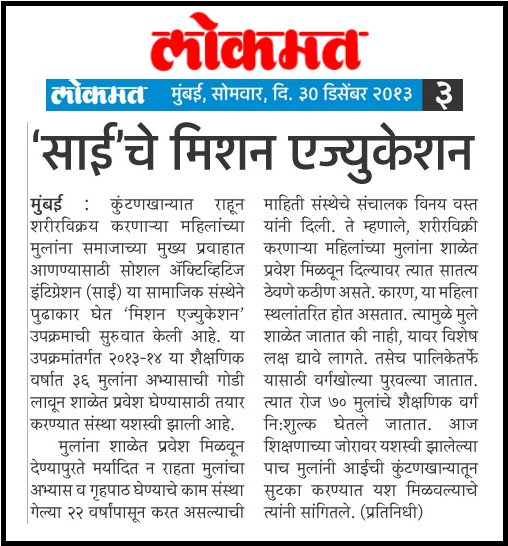 लोकमत
लोकमत मुंबई, सोमवार, दि. ३० डिसेंबर २०१३ ३
‘साई’चे मिशन एज्युकेशन
मुंबई : कुंटणखान्यात राहून
शरीरविक्रय करणाऱ्या महिलांच्या
मुलांना समाजाच्या मुख्य प्रवाहात
आणण्यासाठी सोशल ॲक्टिव्हिटिज
इंटिग्रेशन (साई) या सामाजिक संस्थेने
पुढाकार घेत ‘मिशन एज्युकेशन’
उपक्रमाची सुरुवात केली आहे. या
उपक्रमांतर्गत २०१३-१४ या शैक्षणिक
वर्षात ३६ मुलांना अभ्यासाची गोडी
लावून शाळेत प्रवेश घेण्यासाठी तयार
करण्यात संस्था यशस्वी झाली आहे.
मुलांना शाळेत प्रवेश मिळवून
देण्यापुरते मर्यादित न राहता मुलांचा
अभ्यास व गृहपाठ घेण्याचे काम संस्था
गेल्या २२ वर्षांपासून करत असल्याची
माहिती संस्थेचे संचालक विनय वस्त
यांनी दिली. ते म्हणाले, शरीरविक्री
करणाऱ्या महिलांच्या मुलांना शाळेत
प्रवेश मिळवून दिल्यावर त्यात सातत्य
ठेवणे कठीण असते. कारण, या महिला
स्थलांतरित होत असतात. त्यामुळे मुले
शाळेत जातात की नाही, यावर विशेष
लक्ष द्यावे लागते. तसेच पालिकेतर्फे
यासाठी वर्गखोल्या पुरवल्या जातात.
त्यात रोज ७० मुलांचे शैक्षणिक वर्ग
नि:शुल्क घेतले जातात. आज
शिक्षणाच्या जोरावर यशस्वी झालेल्या
पाच मुलांनी आईची कुंटणखान्यातून
सुटका करण्यात यश मिळवल्याचे
त्यांनी सांगितले. (प्रतिनिधी)